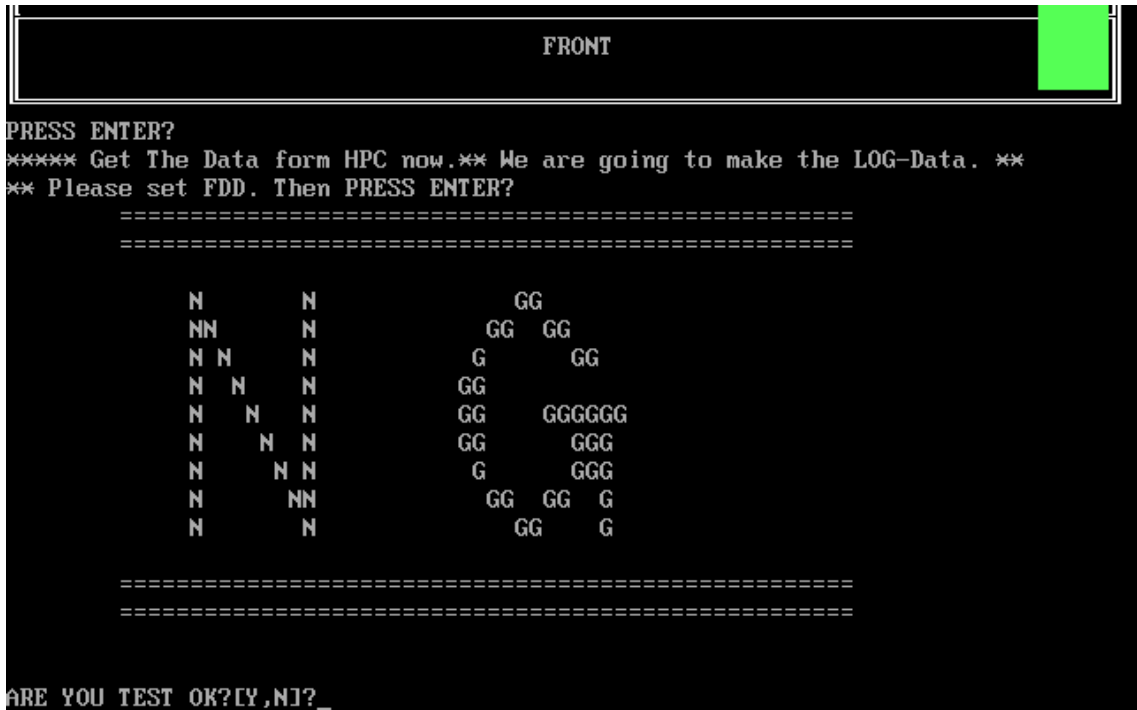 FRONT
PRESS ENTER?
***** Get The Data form HPC now.** We are going to make the LOG-Data. **
** Please set FDD. Then PRESS ENTER?
====================================================
====================================================
N       N              GG
NN      N            GG  GG
N N     N           G      GG
N  N    N          GG
N   N   N          GG    GGGGGG
N    N  N          GG      GGG
N     N N           G      GGG
N      NN            GG  GG  G
N       N              GG    G
====================================================
====================================================
ARE YOU TEST OK?[Y,N]?_